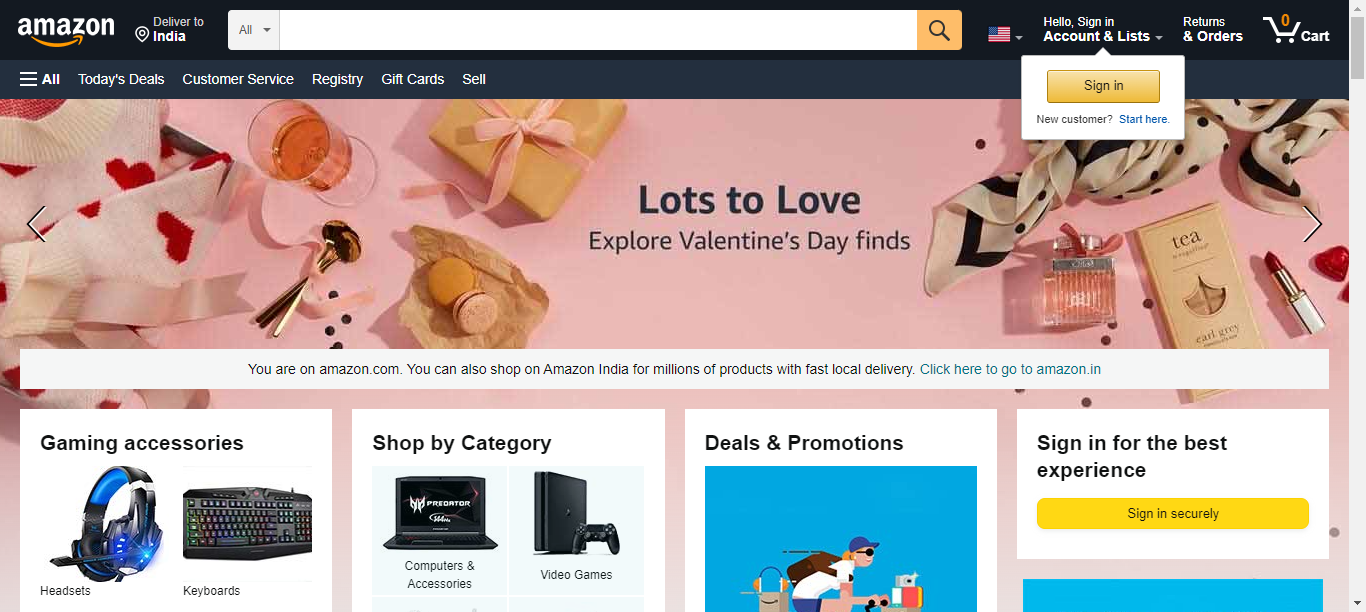 amazon
Deliver to
India
All
Hello, Sign in
Account & Lists
Returns
& Orders
0
Cart
All
Today's Deals
Customer Service
Registry
Gift Cards
Sell
Sign in
New customer? Start here.
Lots to Love
Explore Valentine's Day finds
tea
earl grey
You are on amazon.com. You can also shop on Amazon India for millions of products with fast local delivery. Click here to go to amazon.in
Gaming accessories
Headsets
Keyboards
Shop by Category
PREDATOR
Computers &
Accessories
Video Games
Deals & Promotions
Sign in for the best
experience
Sign in securely